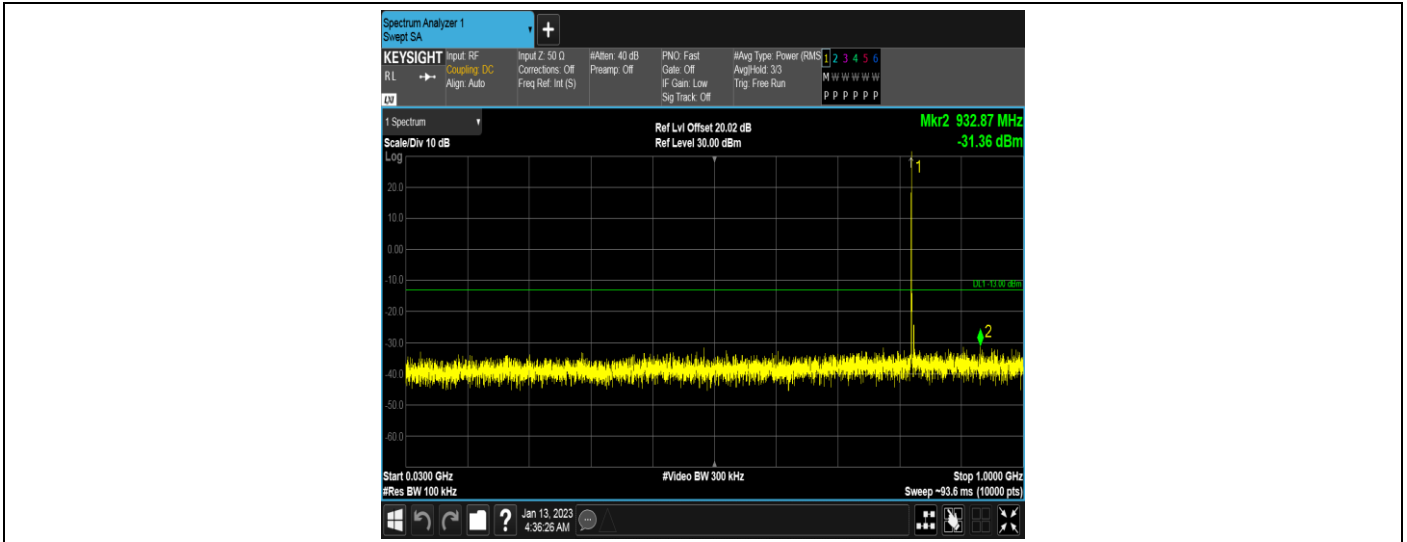 Spectrum Analyzer 1
Swept SA
+
KEYSIGHT
RL
LXI
Input: RF
Coupling: DC
Align: Auto
Input Z: 50 Ω
Corrections: Off
Freq Ref: Int (S)
#Atten: 40 dB
Preamp: Off
PNO: Fast
Gate: Off
IF Gain: Low
Sig Track: Off
#Avg Type: Power (RMS
Avg|Hold: 3/3
Trig: Free Run
1 2 3 4 5 6
M W W W W W
P P P P P P
1 Spectrum
Scale/Div 10 dB
Ref Lvl Offset 20.02 dB
Ref Level 30.00 dBm
Mkr2 932.87 MHz
-31.36 dBm
Log
1
20.0
10.0
0.00
-10.0
DL1 -13.00 dBm
-20.0
-30.0
2
-40.0
-50.0
-60.0
Start 0.0300 GHz
#Res BW 100 kHz
#Video BW 300 kHz
Stop 1.0000 GHz
Sweep ~93.6 ms (10000 pts)
?
Jan 13, 2023
4:36:26 AM